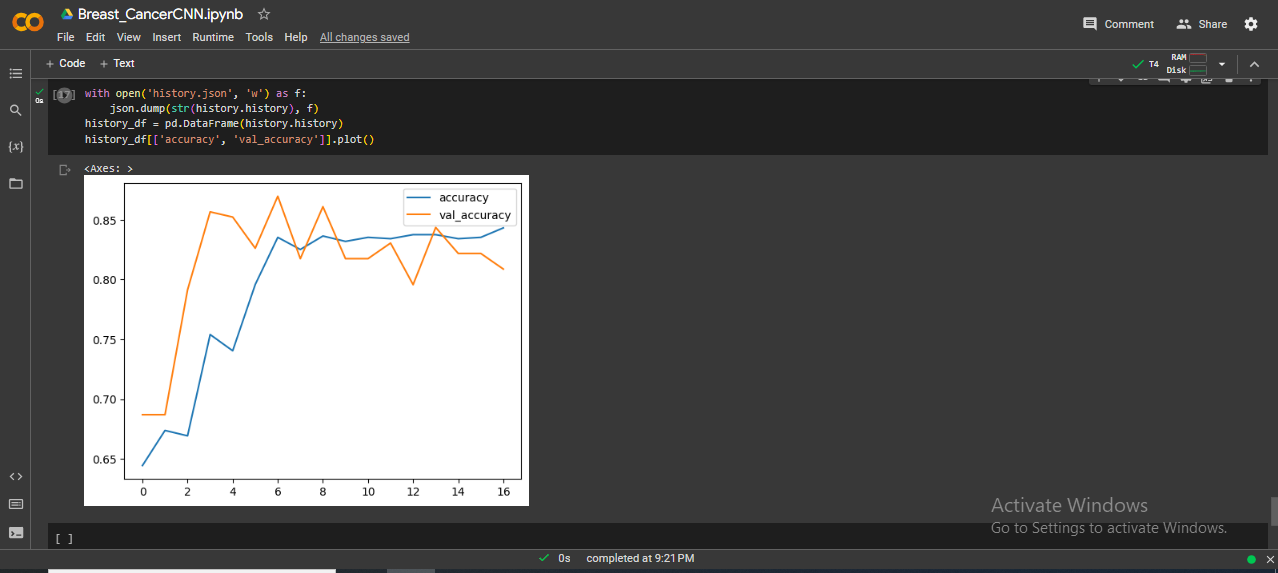 Breast_CancerCNN.ipynb
File Edit View Insert Runtime Tools Help All changes saved
Comment Share
+ Code + Text
T4 RAM
Disk
0s
[17] with open('history.json', 'w') as f:
json.dump(str(history.history), f)
history_df = pd.DataFrame(history.history)
history_df[['accuracy', 'val_accuracy']].plot()
<Axes: >
accuracy
val_accuracy
0.85
0.80
0.75
0.70
0.65
0 2 4 6 8 10 12 14 16
Activate Windows
Go to Settings to activate Windows.
[ ]
0s completed at 9:21 PM